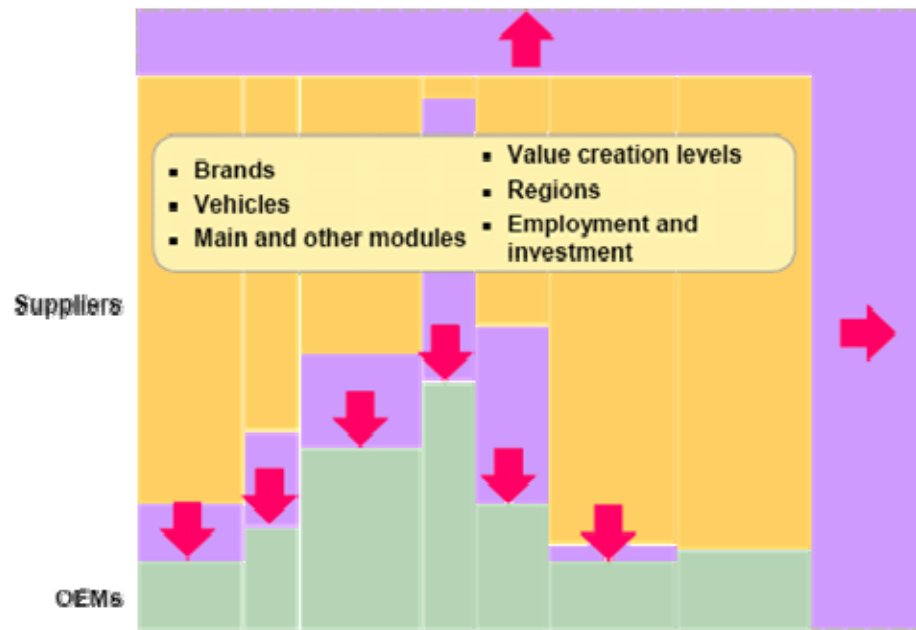 Brands
Vehicles
Main and other modules
Value creation levels
Regions
Employment and
investment
Suppliers
OEMs